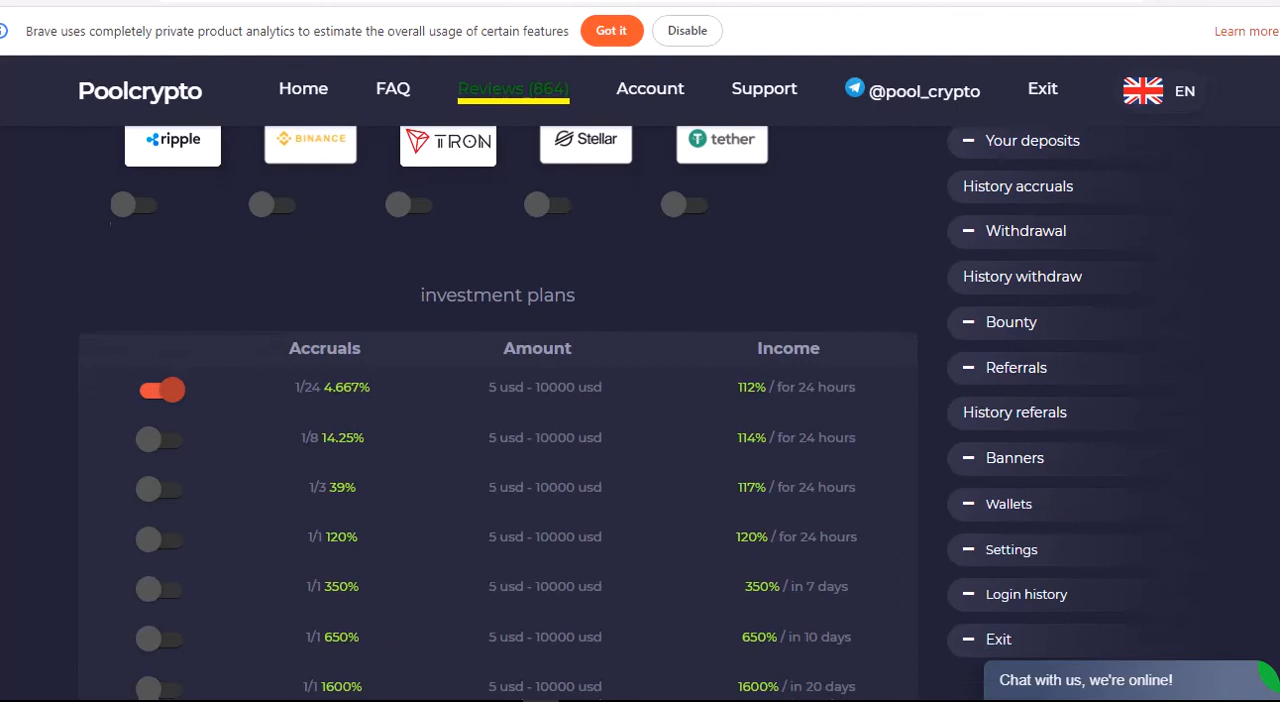 Brave uses completely private product analytics to estimate the overall usage of certain features Got it Disable Learn more
Poolcrypto Home FAQ Reviews (864) Account Support @pool_crypto Exit EN
ripple BINANCE TRON Stellar tether
investment plans
Accruals Amount Income
1/24 4.667% 5 usd - 10000 usd 112% / for 24 hours
1/8 14.25% 5 usd - 10000 usd 114% / for 24 hours
1/3 39% 5 usd - 10000 usd 117% / for 24 hours
1/1 120% 5 usd - 10000 usd 120% / for 24 hours
1/1 350% 5 usd - 10000 usd 350% / in 7 days
1/1 650% 5 usd - 10000 usd 650% / in 10 days
1/1 1600% 5 usd - 10000 usd 1600% / in 20 days
Your deposits
History accruals
Withdrawal
History withdraw
Bounty
Referrals
History referals
Banners
Wallets
Settings
Login history
Exit
Chat with us, we're online!